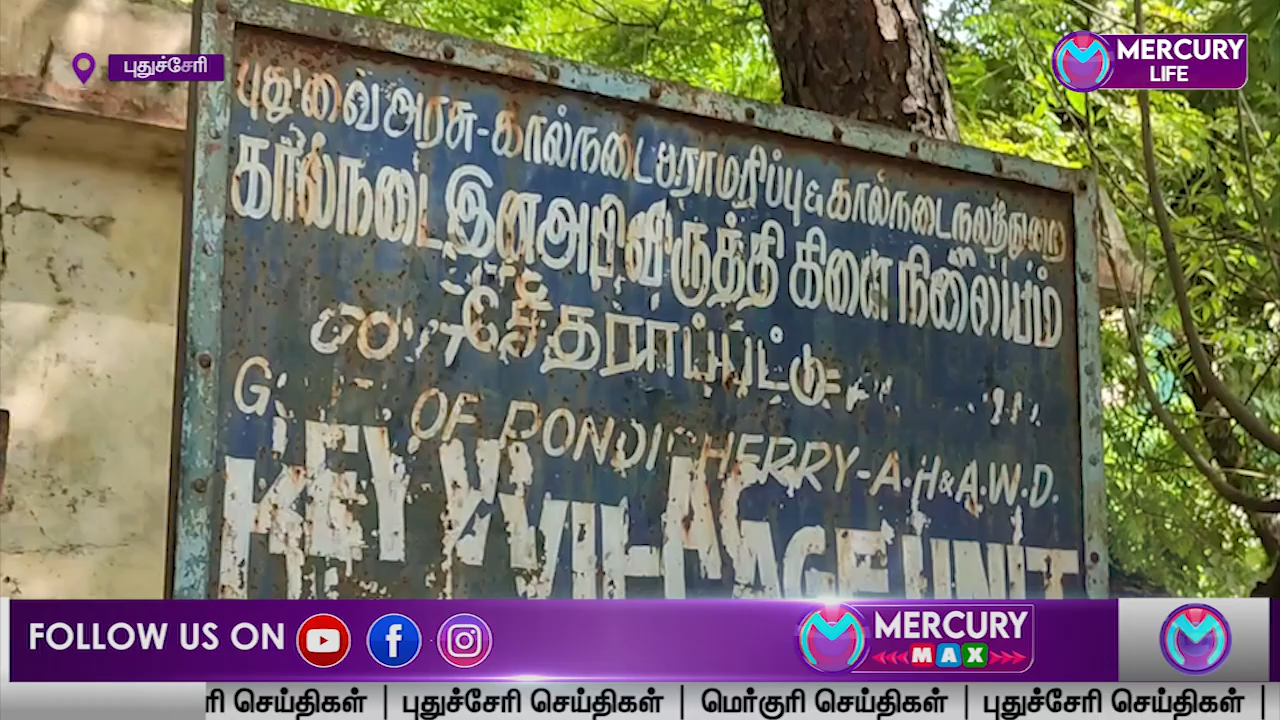 புதுச்சேரி
MERCURY
LIFE
புதுவை அரசு-கால்நடை பராமரிப்பு & கால்நடை நலத்துறை
கால்நடை இன அபிவிருத்தி கிளை நிலையம்
சேதராப்பட்டு
OF PONDICHERRY-A.H&A.W.D.
KEY VILLAGE UNIT
FOLLOW US ON
MERCURY
MAX
செய்திகள் | புதுச்சேரி செய்திகள் | மெர்குரி செய்திகள் | புதுச்சேரி செய்திகள் |